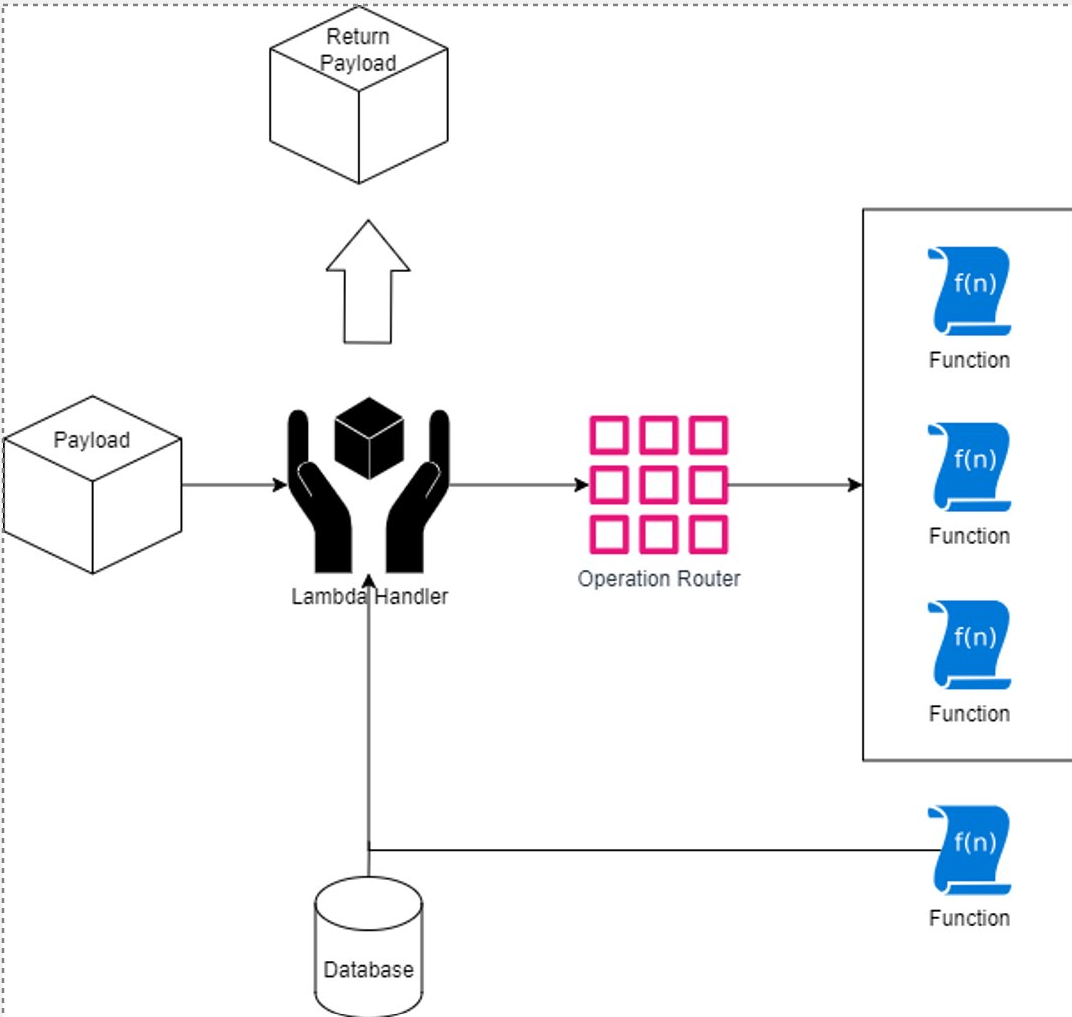 Return
Payload
f(n)
Function
Payload
f(n)
Function
Lambda Handler
Operation Router
f(n)
Function
f(n)
Function
Database